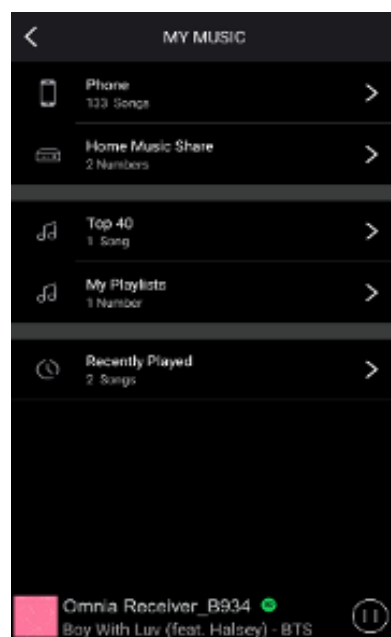 MY MUSIC
Phone
133 Songs
Home Music Share
2 Numbers
Top 40
1 Song
My Playlists
1 Number
Recently Played
2 Songs
Omnia Receiver_B934
Boy With Luv (feat. Halsey) - BTS